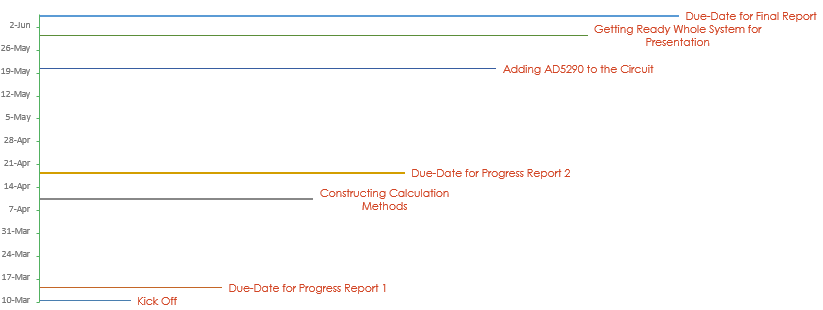 Due-Date for Final Report
2-Jun
Getting Ready Whole System for
Presentation
26-May
19-May
Adding AD5290 to the Circuit
12-May
5-May
28-Apr
21-Apr
Due-Date for Progress Report 2
14-Apr
Constructing Calculation
Methods
7-Apr
31-Mar
24-Mar
17-Mar
Due-Date for Progress Report 1
10-Mar
Kick Off